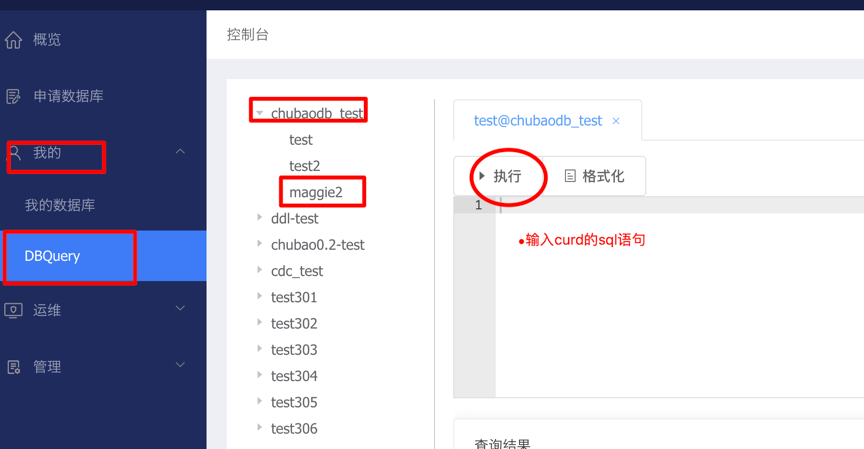 概览
申请数据库
我的
我的数据库
DBQuery
运维
管理
控制台
chubaodb_test
test
test2
maggie2
ddl-test
chubao0.2-test
cdc_test
test301
test302
test303
test304
test305
test306
test@chubaodb_test ×
执行 格式化
1
•输入curd的sql语句
查询结果